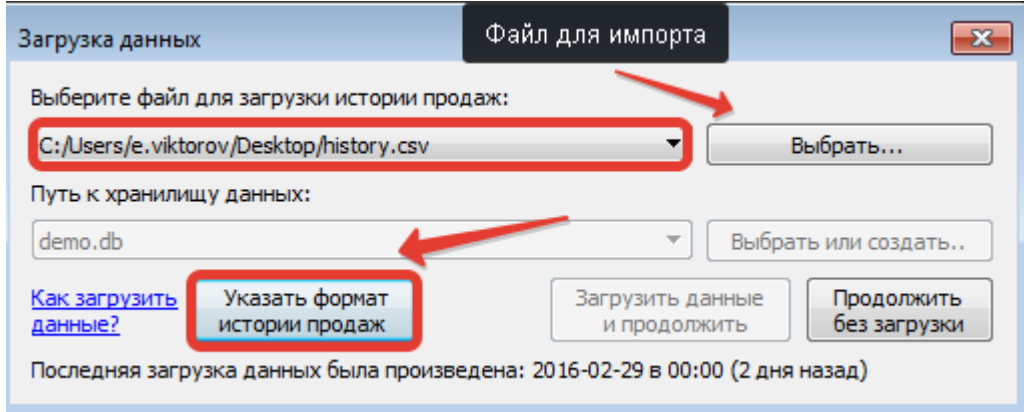 Загрузка данных
Файл для импорта
Выберите файл для загрузки истории продаж:
C:/Users/e.viktorov/Desktop/history.csv
Выбрать...
Путь к хранилищу данных:
demo.db
Выбрать или создать..
Как загрузить
данные?
Указать формат
истории продаж
Загрузить данные
и продолжить
Продолжить
без загрузки
Последняя загрузка данных была произведена: 2016-02-29 в 00:00 (2 дня назад)